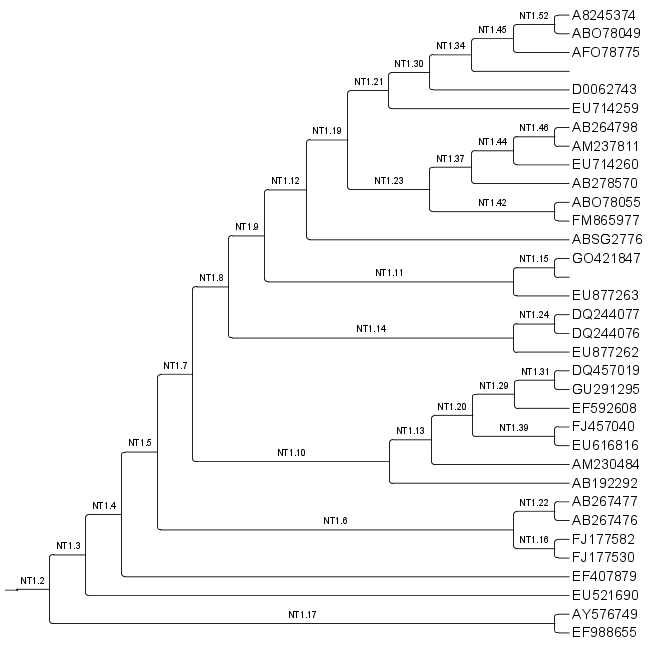 NT1.52 A8245374
NT1.45 ABO78049
NT1.34 AFO78775
NT1.30
NT1.21 D0062743
EU714259
NT1.46 AB264798
NT1.19 NT1.44 AM237811
NT1.37 EU714260
NT1.12 NT1.23 AB278570
NT1.42 ABO78055
FM865977
NT1.9 ABSG2776
NT1.15 GO421847
NT1.8 NT1.11
EU877263
NT1.24 DQ244077
NT1.14 DQ244076
EU877262
NT1.7 NT1.31 DQ457019
NT1.29 GU291295
NT1.20 EF592608
NT1.13 NT1.39 FJ457040
NT1.5 EU616816
NT1.10 AM230484
AB192292
NT1.4 NT1.22 AB267477
NT1.6 AB267476
NT1.3 NT1.16 FJ177582
FJ177530
NT1.2 EF407879
EU521690
NT1.17 AY576749
EF988655